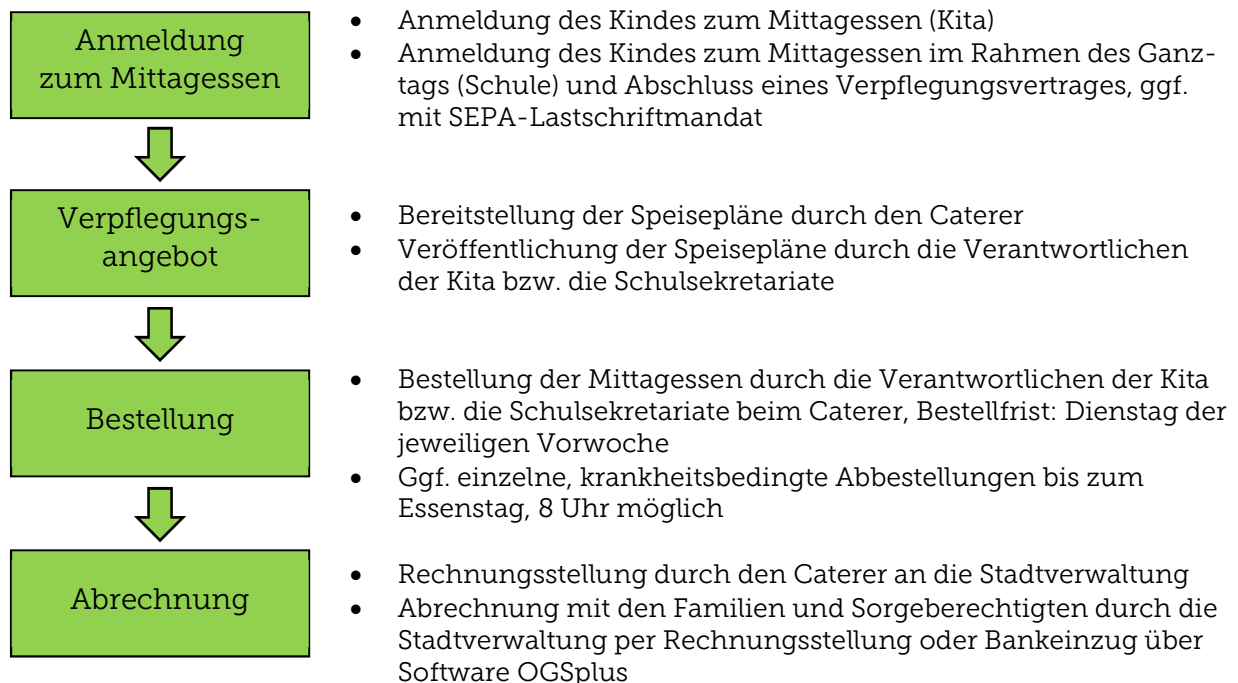 Anmeldung
zum Mittagessen
• Anmeldung des Kindes zum Mittagessen (Kita)
• Anmeldung des Kindes zum Mittagessen im Rahmen des Ganz-
tags (Schule) und Abschluss eines Verpflegungsvertrages, ggf.
mit SEPA-Lastschriftmandat
Verpflegungs-
angebot
• Bereitstellung der Speisepläne durch den Caterer
• Veröffentlichung der Speisepläne durch die Verantwortlichen
der Kita bzw. die Schulsekretariate
Bestellung
• Bestellung der Mittagessen durch die Verantwortlichen der Kita
bzw. die Schulsekretariate beim Caterer, Bestellfrist: Dienstag der
jeweiligen Vorwoche
• Ggf. einzelne, krankheitsbedingte Abbestellungen bis zum
Essenstag, 8 Uhr möglich
Abrechnung
• Rechnungsstellung durch den Caterer an die Stadtverwaltung
• Abrechnung mit den Familien und Sorgeberechtigten durch die
Stadtverwaltung per Rechnungsstellung oder Bankeinzug über
Software OGSplus